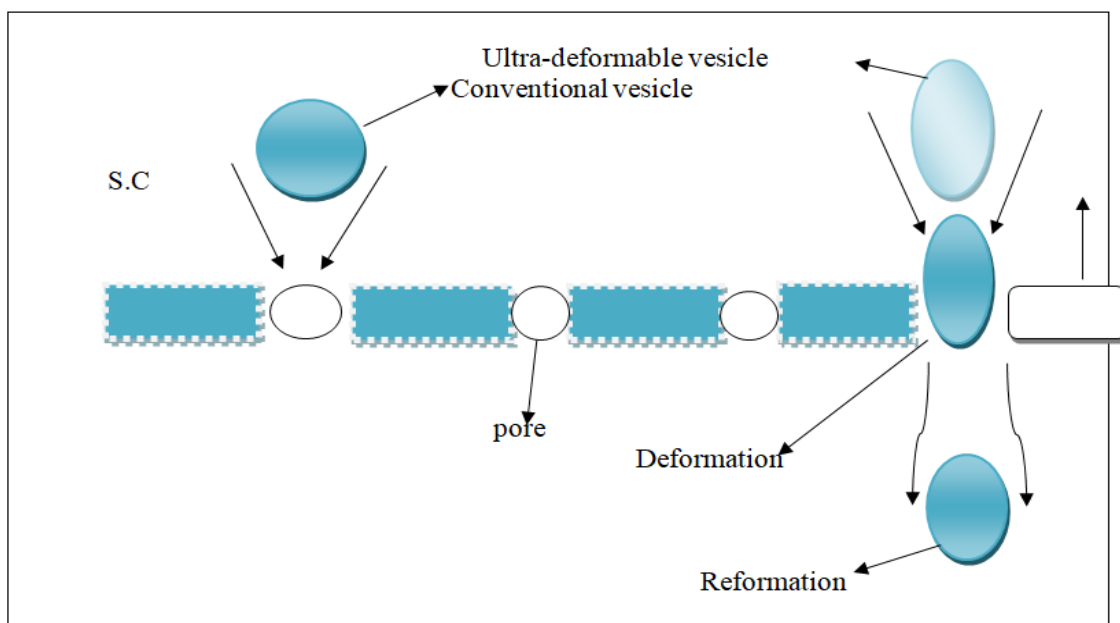 Ultra-deformable vesicle
Conventional vesicle
S.C
pore
Deformation
Reformation